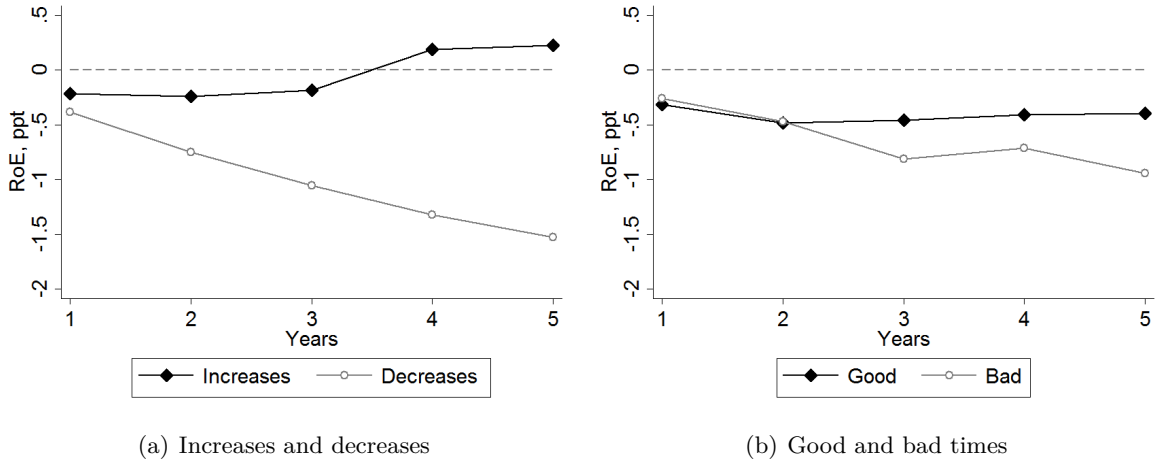 .5
0
-.5
-1
-1.5
-2
RoE, ppt
1 2 3 4 5
Years
Increases Decreases
(a) Increases and decreases
.5
0
-.5
-1
-1.5
-2
RoE, ppt
1 2 3 4 5
Years
Good Bad
(b) Good and bad times